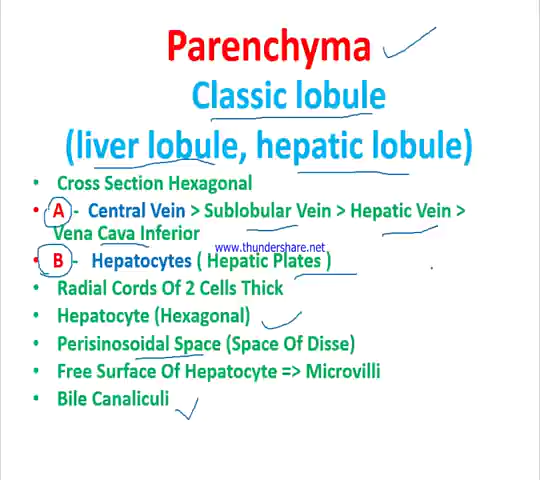 Parenchyma
Classic lobule
(liver lobule, hepatic lobule)
• Cross Section Hexagonal
• A - Central Vein > Sublobular Vein > Hepatic Vein >
Vena Cava Inferior
www.thundershare.net
• B - Hepatocytes ( Hepatic Plates )
• Radial Cords Of 2 Cells Thick
• Hepatocyte (Hexagonal)
• Perisinosoidal Space (Space Of Disse)
• Free Surface Of Hepatocyte => Microvilli
• Bile Canaliculi